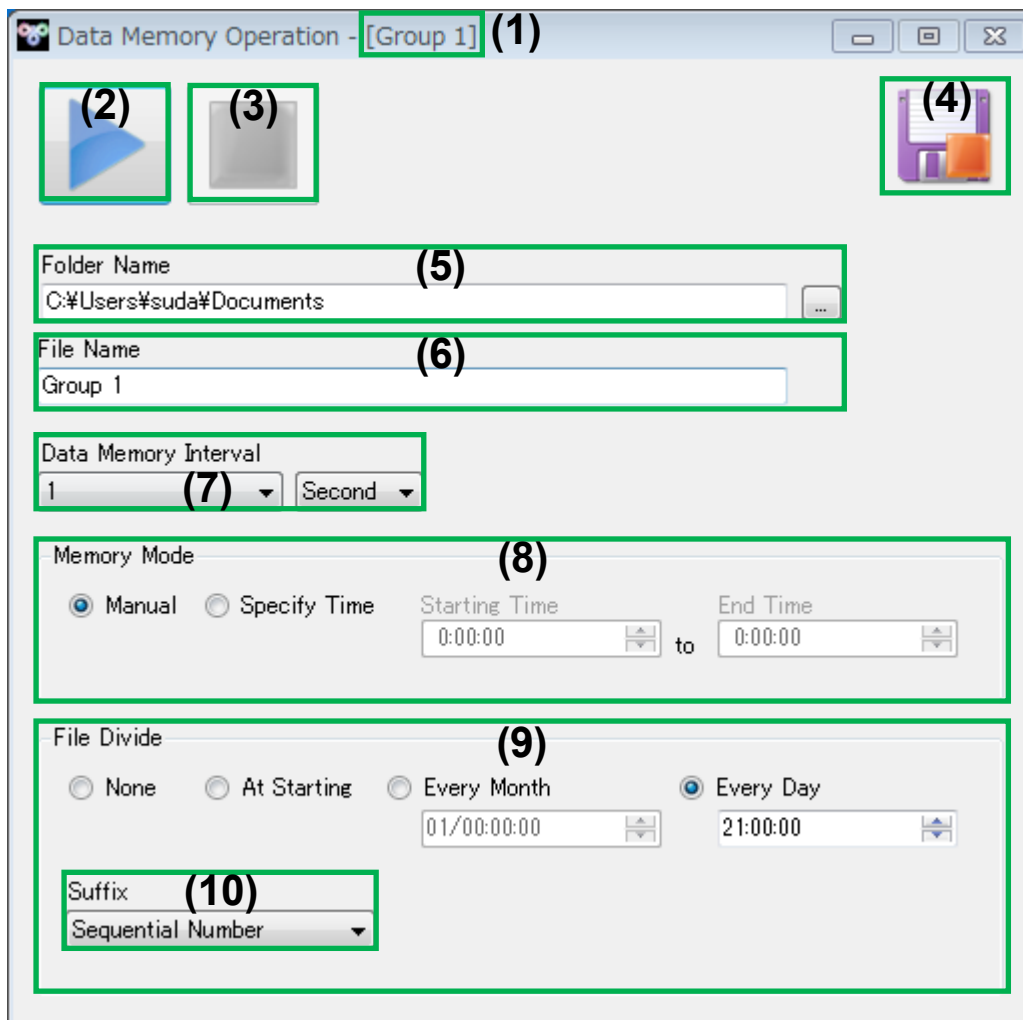 Data Memory Operation - [Group 1] (1)
(2) (3) (4)
Folder Name (5)
C:¥Users¥suda¥Documents ...
File Name (6)
Group 1
Data Memory Interval
1 (7) Second
Memory Mode (8)
Manual Specify Time Starting Time End Time
0:00:00 to 0:00:00
File Divide (9)
None At Starting Every Month Every Day
01/00:00:00 21:00:00
Suffix (10)
Sequential Number